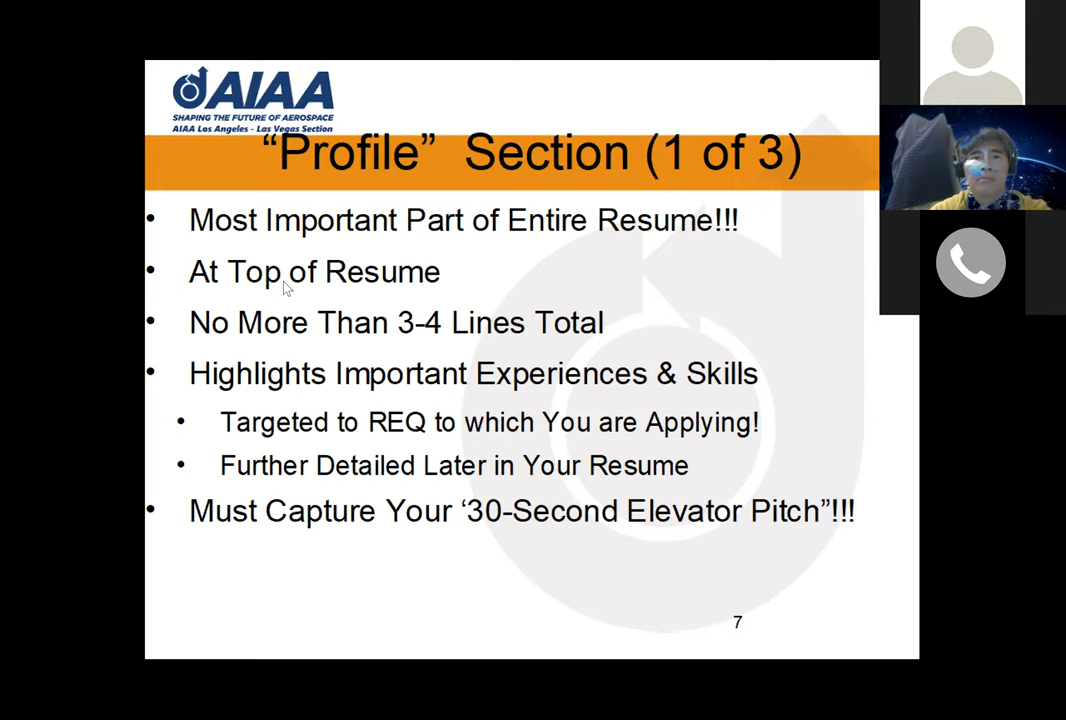 AIAA
SHAPING THE FUTURE OF AEROSPACE
AIAA Los Angeles - Las Vegas Section
“Profile” Section (1 of 3)
• Most Important Part of Entire Resume!!!
• At Top of Resume
• No More Than 3-4 Lines Total
• Highlights Important Experiences & Skills
• Targeted to REQ to which You are Applying!
• Further Detailed Later in Your Resume
• Must Capture Your ‘30-Second Elevator Pitch”!!!
7